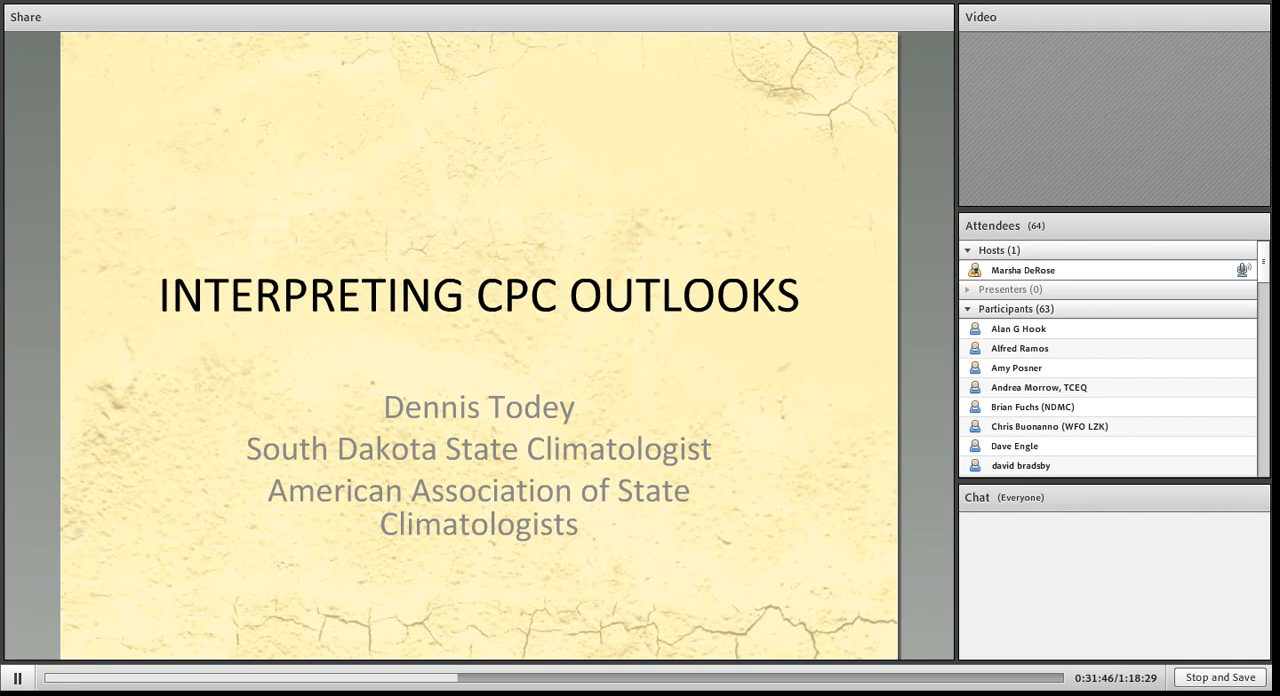 Share
INTERPRETING CPC OUTLOOKS
Dennis Todey
South Dakota State Climatologist
American Association of State
Climatologists
Video
Attendees (64)
Hosts (1)
Marsha DeRose
Presenters (0)
Participants (63)
Alan G Hook
Alfred Ramos
Amy Posner
Andrea Morrow, TCEQ
Brian Fuchs (NDMC)
Chris Buonanno (WFO LZK)
Dave Engle
david bradsby
Chat (Everyone)
0:31:46/1:18:29
Stop and Save